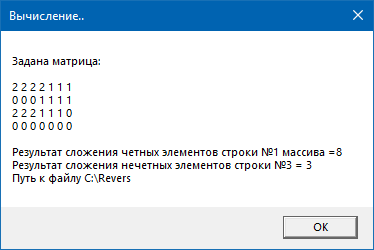 Вычисление..
Задана матрица:
2 2 2 2 1 1 1
0 0 0 1 1 1 1
2 2 2 1 1 1 0
0 0 0 0 0 0 0
Результат сложения четных элементов строки №1 массива =8
Результат сложения нечетных элементов строки №3 = 3
Путь к файлу C:\Revers
OK